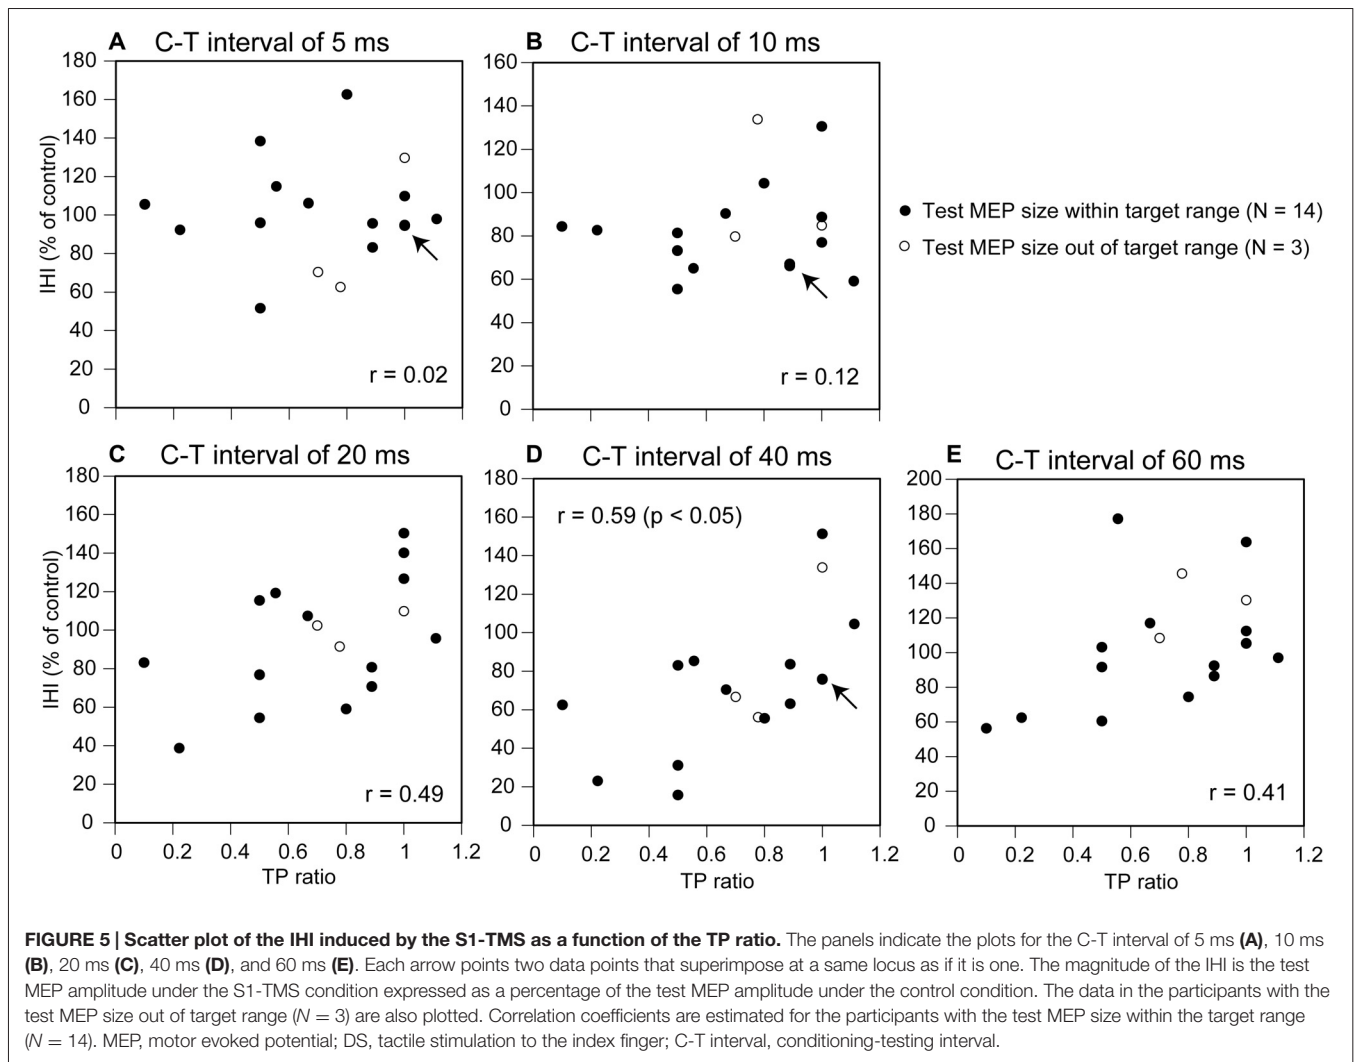 A C-T interval of 5 ms
180
160
140
120
100
80
60
40
20
0
IHI (% of control)
r = 0.02
B C-T interval of 10 ms
160
140
120
100
80
60
40
20
0
r = 0.12
Test MEP size within target range (N = 14)
Test MEP size out of target range (N = 3)
C C-T interval of 20 ms
180
160
140
120
100
80
60
40
20
0
IHI (% of control)
r = 0.49
0 0.2 0.4 0.6 0.8 1 1.2
TP ratio
D C-T interval of 40 ms
180
160
140
120
100
80
60
40
20
0
r = 0.59 (p < 0.05)
0 0.2 0.4 0.6 0.8 1 1.2
TP ratio
E C-T interval of 60 ms
200
180
160
140
120
100
80
60
40
20
0
r = 0.41
0 0.2 0.4 0.6 0.8 1 1.2
TP ratio
FIGURE 5 | Scatter plot of the IHI induced by the S1-TMS as a function of the TP ratio. The panels indicate the plots for the C-T interval of 5 ms (A), 10 ms
(B), 20 ms (C), 40 ms (D), and 60 ms (E). Each arrow points two data points that superimpose at a same locus as if it is one. The magnitude of the IHI is the test
MEP amplitude under the S1-TMS condition expressed as a percentage of the test MEP amplitude under the control condition. The data in the participants with the
test MEP size out of target range (N = 3) are also plotted. Correlation coefficients are estimated for the participants with the test MEP size within the target range
(N = 14). MEP, motor evoked potential; DS, tactile stimulation to the index finger; C-T interval, conditioning-testing interval.